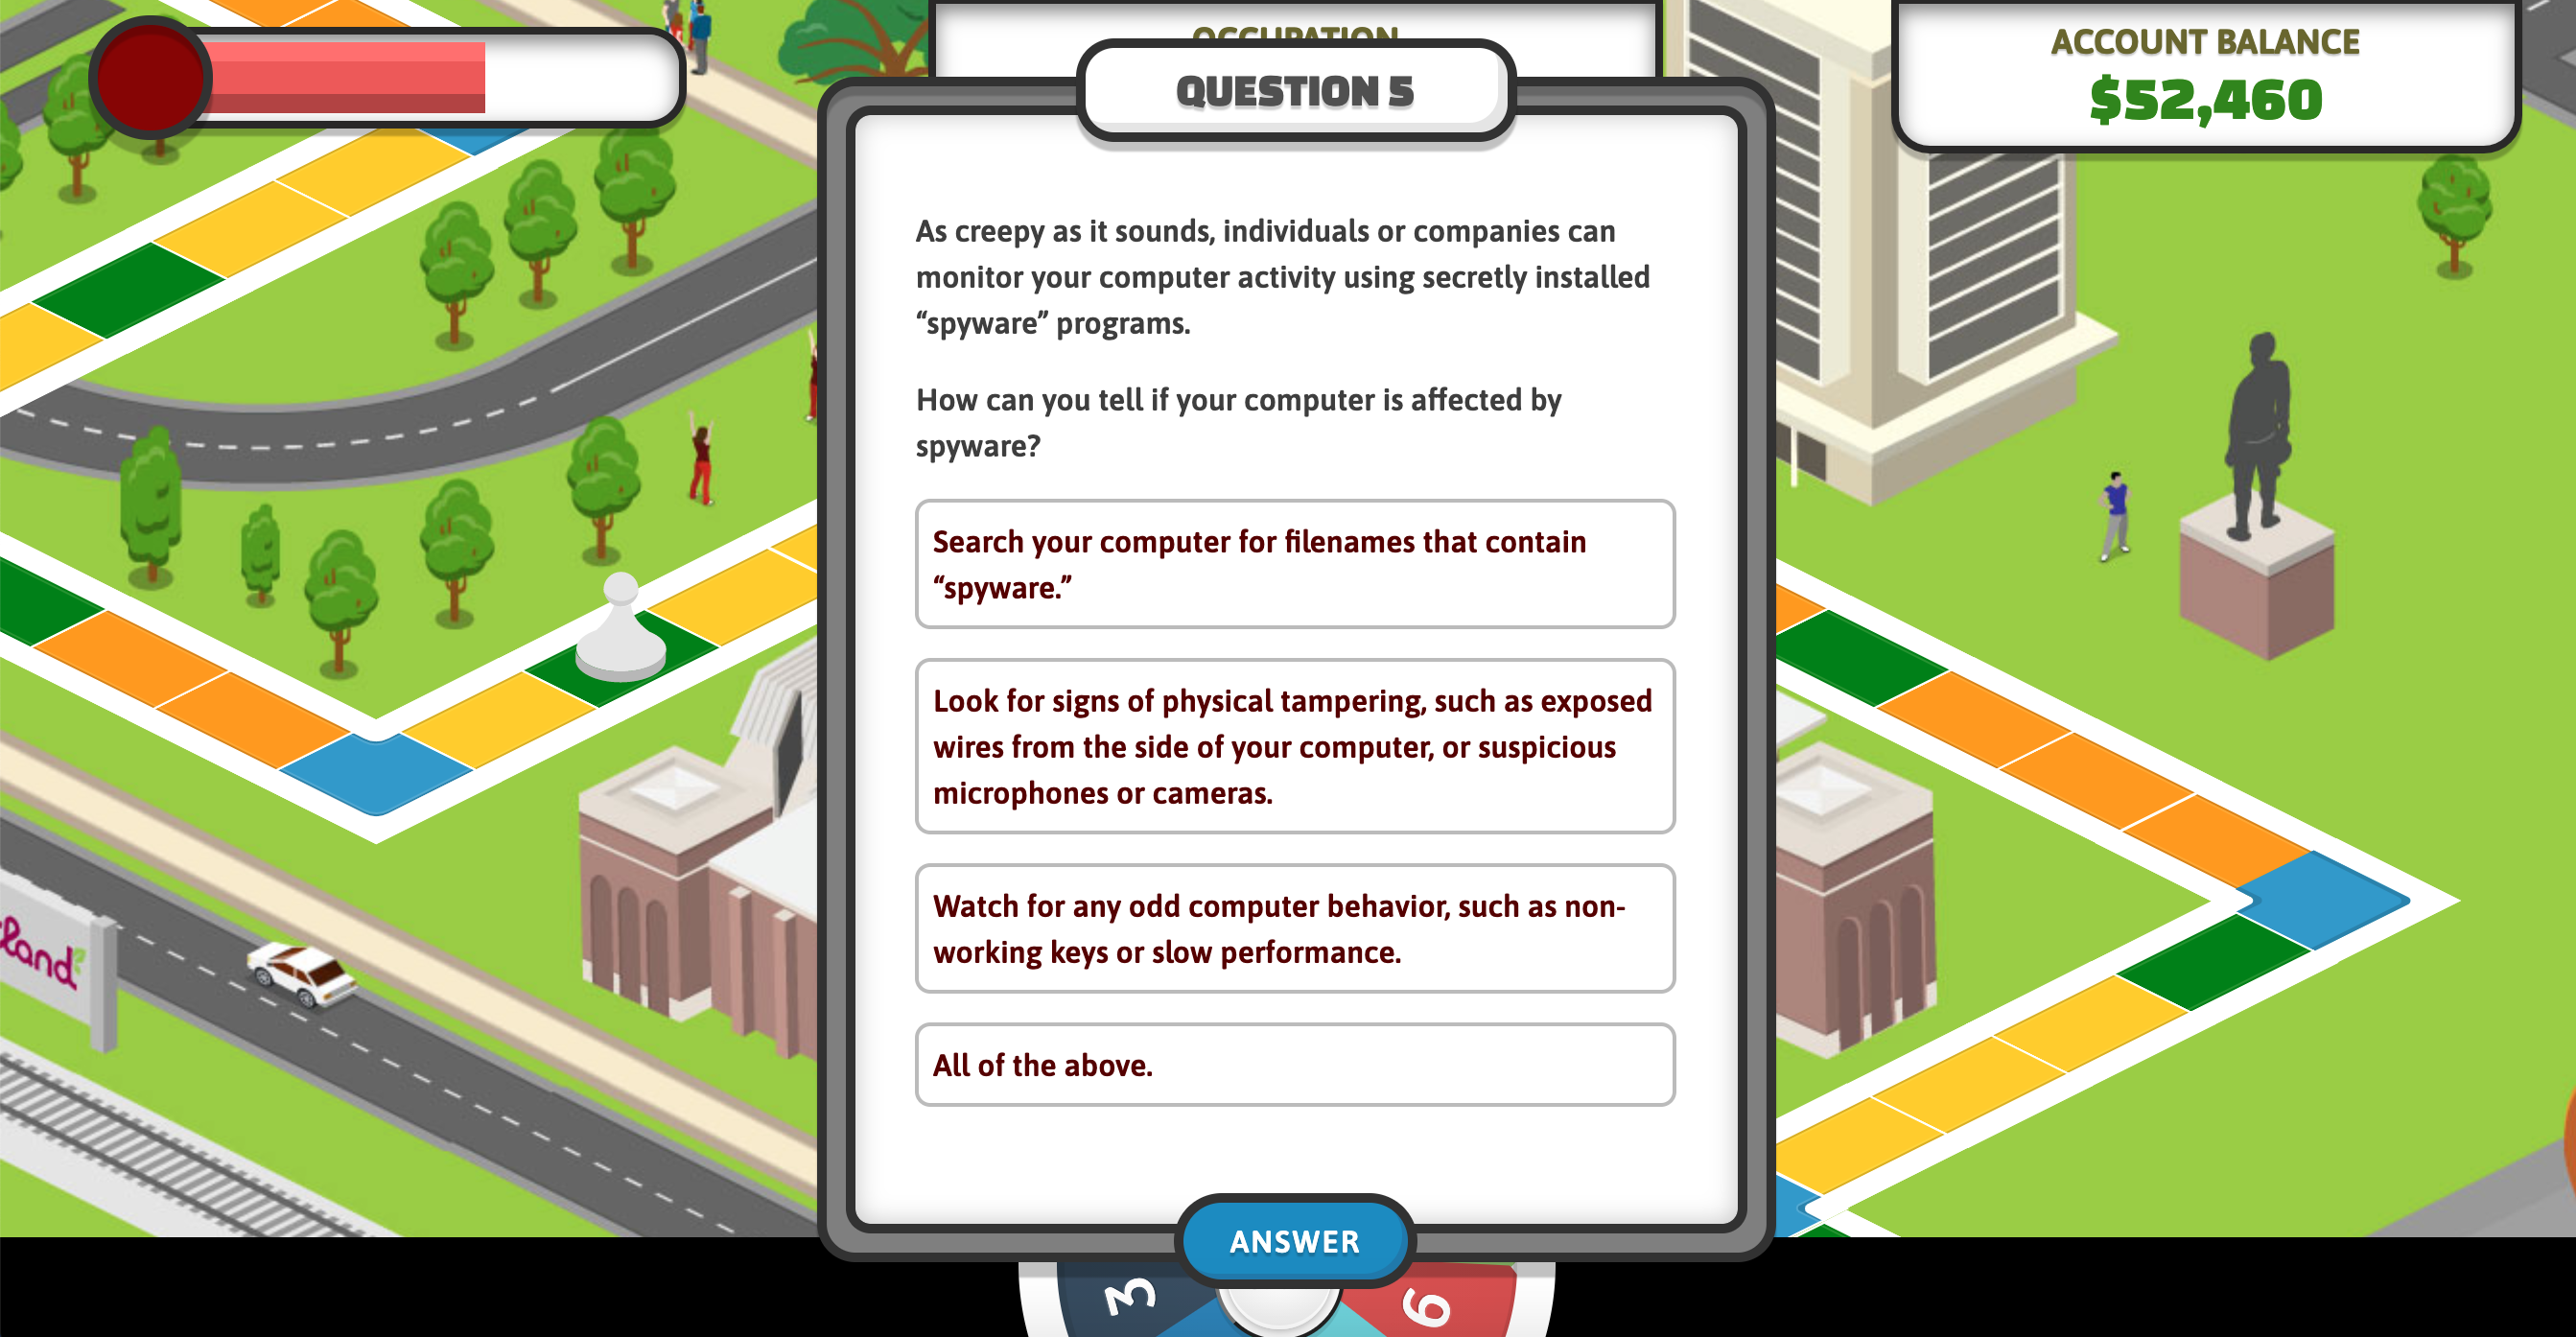 OCCUPATION
ACCOUNT BALANCE
$52,460
QUESTION 5
As creepy as it sounds, individuals or companies can
monitor your computer activity using secretly installed
“spyware” programs.
How can you tell if your computer is affected by
spyware?
Search your computer for filenames that contain
“spyware.”
Look for signs of physical tampering, such as exposed
wires from the side of your computer, or suspicious
microphones or cameras.
Watch for any odd computer behavior, such as non-
working keys or slow performance.
All of the above.
land
ANSWER
3
6